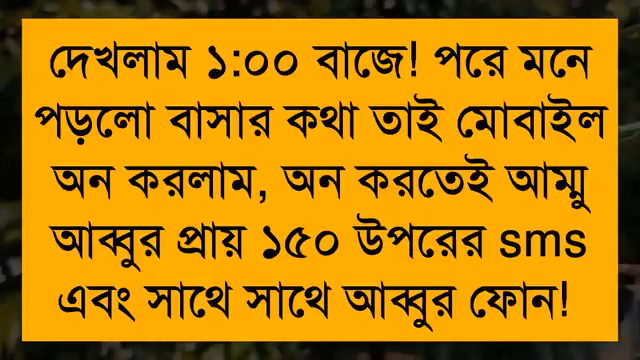 দেখলাম ১:০০ বাজে! পরে মনে
পড়লো বাসার কথা তাই মোবাইল
অন করলাম, অন করতেই আম্মু
আব্বুর প্রায় ১৫০ উপরের sms
এবং সাথে সাথে আব্বুর ফোন!